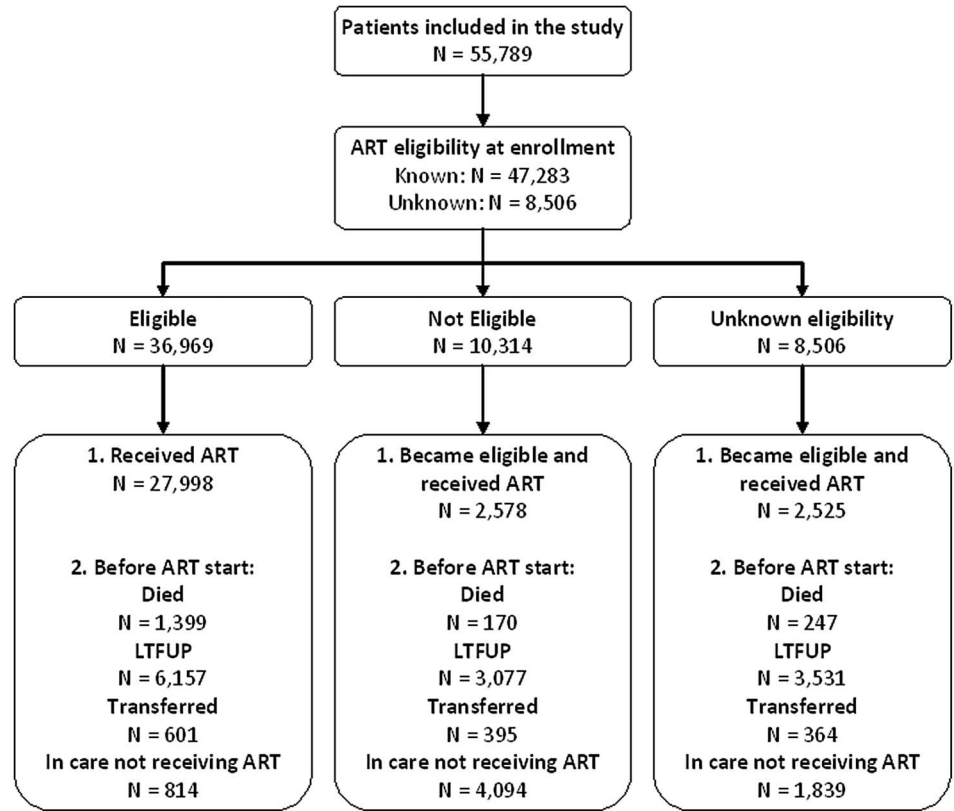 Patients included in the study
N = 55,789
ART eligibility at enrollment
Known: N = 47,283
Unknown: N = 8,506
Eligible
N = 36,969
Not Eligible
N = 10,314
Unknown eligibility
N = 8,506
1. Received ART
N = 27,998
2. Before ART start:
Died
N = 1,399
LTFUP
N = 6,157
Transferred
N = 601
In care not receiving ART
N = 814
1. Became eligible and
received ART
N = 2,578
2. Before ART start:
Died
N = 170
LTFUP
N = 3,077
Transferred
N = 395
In care not receiving ART
N = 4,094
1. Became eligible and
received ART
N = 2,525
2. Before ART start:
Died
N = 247
LTFUP
N = 3,531
Transferred
N = 364
In care not receiving ART
N = 1,839